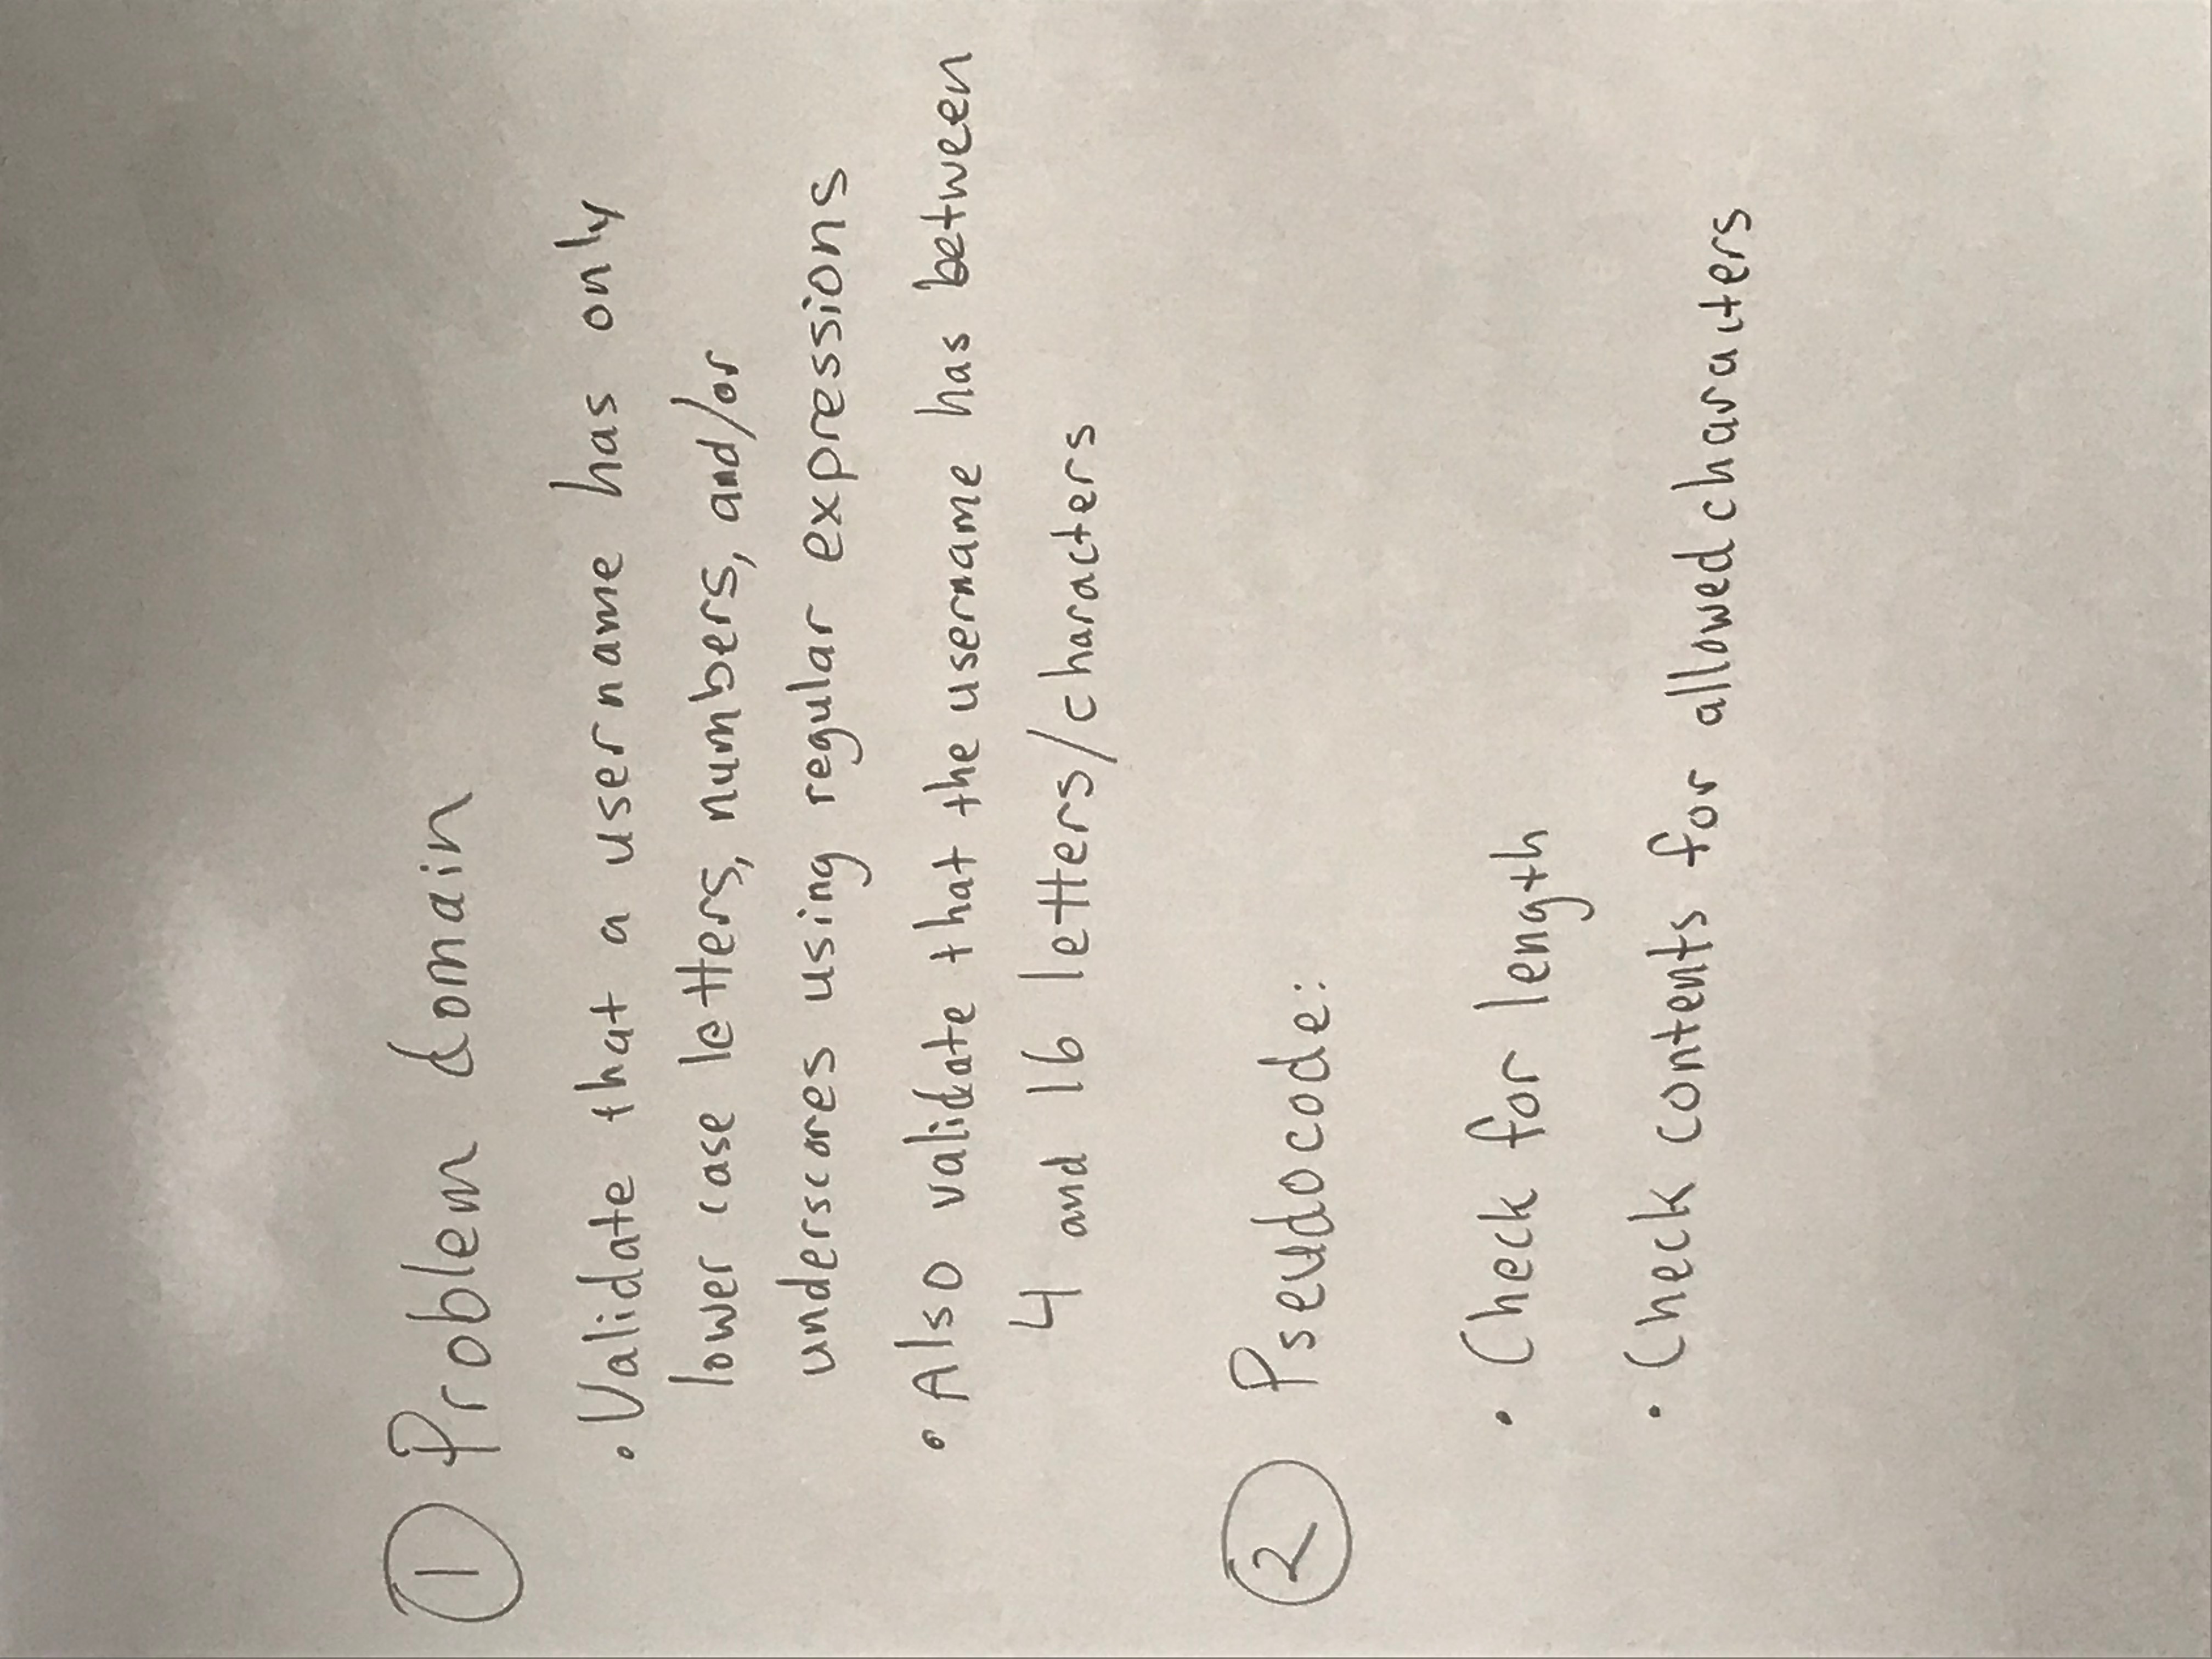 ① Problem domain
• Validate that a username has only
lower case letters, numbers, and/or
underscores using regular expressions
• Also validate that the username has between
4 and 16 letters/characters
② Pseudocode:
• Check for length
• Check contents for allowed characters